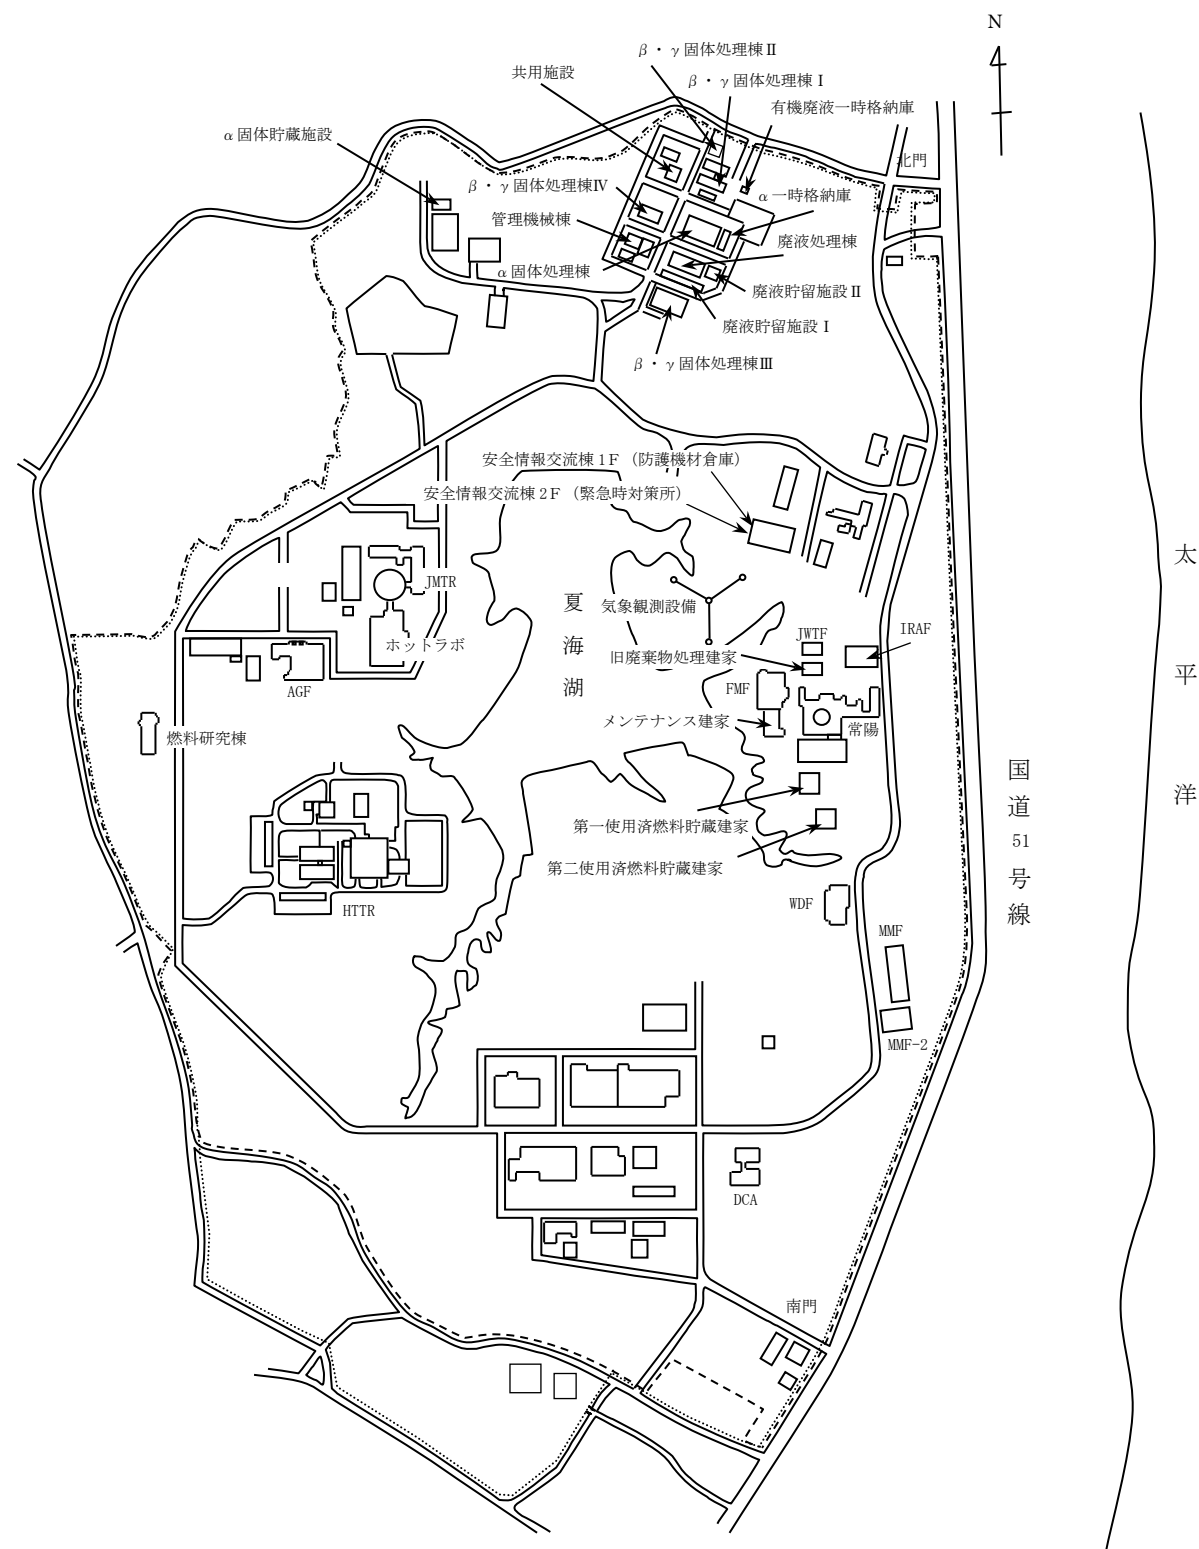 N
β・γ固体処理棟Ⅱ
共用施設
β・γ固体処理棟Ⅰ
有機廃液一時格納庫
α固体貯蔵施設
北門
β・γ固体処理棟Ⅳ
α一時格納庫
管理機械棟
廃液処理棟
α固体処理棟
廃液貯留施設Ⅱ
廃液貯留施設Ⅰ
β・γ固体処理棟Ⅲ
安全情報交流棟1F（防護機材倉庫）
安全情報交流棟2F（緊急時対策所）
太平洋
JMTR
夏海湖
気象観測設備
IRAF
JWTF
ホットラボ
旧廃棄物処理建家
AGF
FMF
メンテナンス建家
常陽
燃料研究棟
国道51号線
第一使用済燃料貯蔵建家
第二使用済燃料貯蔵建家
HTTR
WDF
MMF
MMF-2
DCA
南門